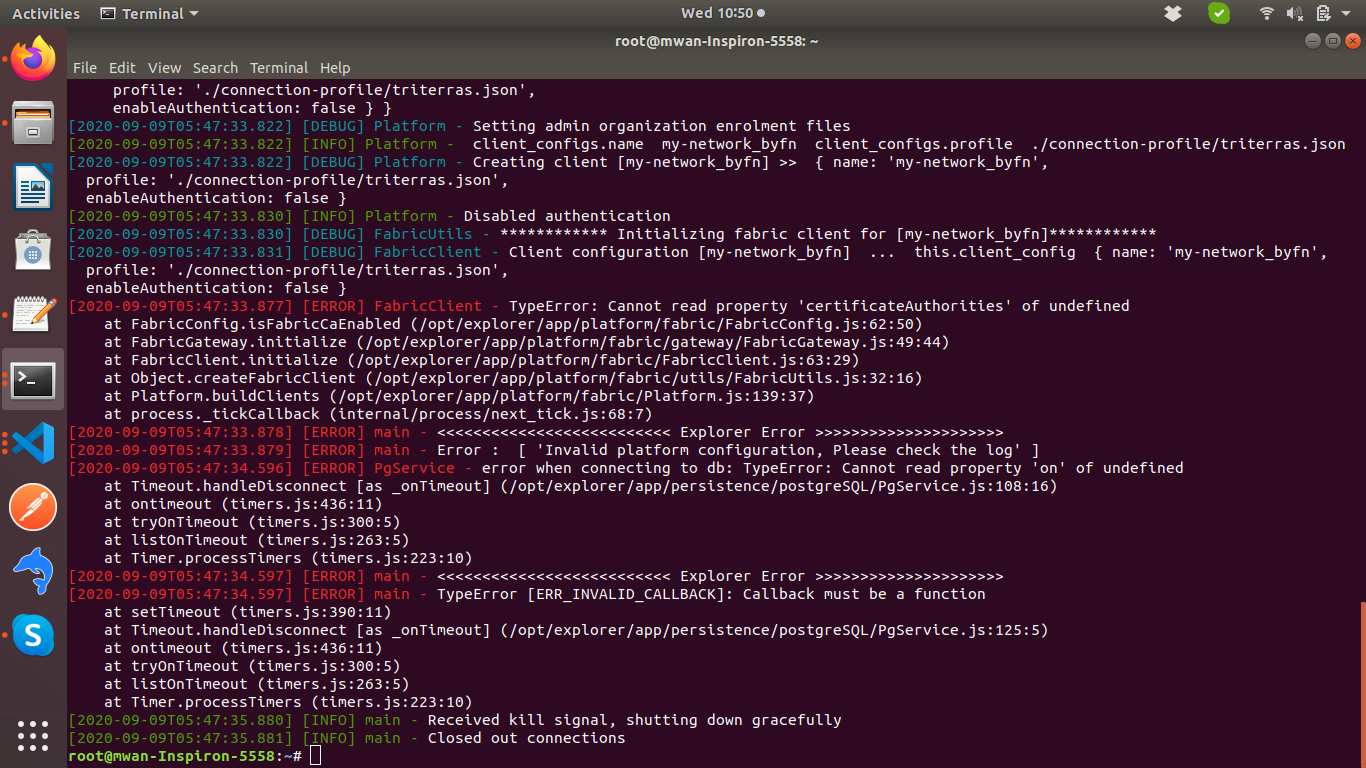 Activities Terminal Wed 10:50
root@mwan-Inspiron-5558: ~
File Edit View Search Terminal Help
profile: './connection-profile/triterras.json',
enableAuthentication: false } }
[2020-09-09T05:47:33.822] [DEBUG] Platform - Setting admin organization enrolment files
[2020-09-09T05:47:33.822] [INFO] Platform -  client_configs.name  my-network_byfn  client_configs.profile  ./connection-profile/triterras.json
[2020-09-09T05:47:33.822] [DEBUG] Platform - Creating client [my-network_byfn] >>  { name: 'my-network_byfn',
profile: './connection-profile/triterras.json',
enableAuthentication: false }
[2020-09-09T05:47:33.830] [INFO] Platform - Disabled authentication
[2020-09-09T05:47:33.830] [DEBUG] FabricUtils - ************ Initializing fabric client for [my-network_byfn]************
[2020-09-09T05:47:33.831] [DEBUG] FabricClient - Client configuration [my-network_byfn]  ...  this.client_config  { name: 'my-network_byfn',
profile: './connection-profile/triterras.json',
enableAuthentication: false }
[2020-09-09T05:47:33.877] [ERROR] FabricClient - TypeError: Cannot read property 'certificateAuthorities' of undefined
at FabricConfig.isFabricCaEnabled (/opt/explorer/app/platform/fabric/FabricConfig.js:62:50)
at FabricGateway.initialize (/opt/explorer/app/platform/fabric/gateway/FabricGateway.js:49:44)
at FabricClient.initialize (/opt/explorer/app/platform/fabric/FabricClient.js:63:29)
at Object.createFabricClient (/opt/explorer/app/platform/fabric/utils/FabricUtils.js:32:16)
at Platform.buildClients (/opt/explorer/app/platform/fabric/Platform.js:139:37)
at process._tickCallback (internal/process/next_tick.js:68:7)
[2020-09-09T05:47:33.878] [ERROR] main - <<<<<<<<<<<<<<<<<<<<<<<<<< Explorer Error >>>>>>>>>>>>>>>>>>>>>
[2020-09-09T05:47:33.879] [ERROR] main - Error :  [ 'Invalid platform configuration, Please check the log' ]
[2020-09-09T05:47:34.596] [ERROR] PgService - error when connecting to db: TypeError: Cannot read property 'on' of undefined
at Timeout.handleDisconnect [as _onTimeout] (/opt/explorer/app/persistence/postgreSQL/PgService.js:108:16)
at ontimeout (timers.js:436:11)
at tryOnTimeout (timers.js:300:5)
at listOnTimeout (timers.js:263:5)
at Timer.processTimers (timers.js:223:10)
[2020-09-09T05:47:34.597] [ERROR] main - <<<<<<<<<<<<<<<<<<<<<<<<<< Explorer Error >>>>>>>>>>>>>>>>>>>>>
[2020-09-09T05:47:34.597] [ERROR] main - TypeError [ERR_INVALID_CALLBACK]: Callback must be a function
at setTimeout (timers.js:390:11)
at Timeout.handleDisconnect [as _onTimeout] (/opt/explorer/app/persistence/postgreSQL/PgService.js:125:5)
at ontimeout (timers.js:436:11)
at tryOnTimeout (timers.js:300:5)
at listOnTimeout (timers.js:263:5)
at Timer.processTimers (timers.js:223:10)
[2020-09-09T05:47:35.880] [INFO] main - Received kill signal, shutting down gracefully
[2020-09-09T05:47:35.881] [INFO] main - Closed out connections
root@mwan-Inspiron-5558:~#